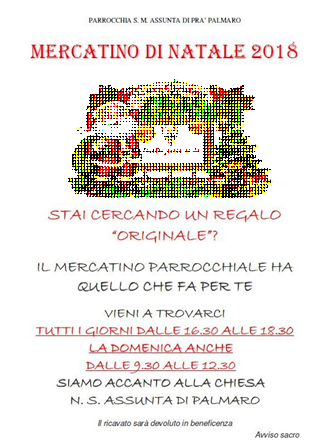 PARROCCHIA S. M. ASSUNTA DI PRA' PALMARO
MERCATINO DI NATALE 2018
STAI CERCANDO UN REGALO
"ORIGINALE"?
IL MERCATINO PARROCCHIALE HA
QUELLO CHE FA PER TE
VIENI A TROVARCI
TUTTI I GIORNI DALLE 16.30 ALLE 18.30
LA DOMENICA ANCHE
DALLE 9.30 ALLE 12.30
SIAMO ACCANTO ALLA CHIESA
N. S. ASSUNTA DI PALMARO
Il ricavato sarà devoluto in beneficenza
Avviso sacro